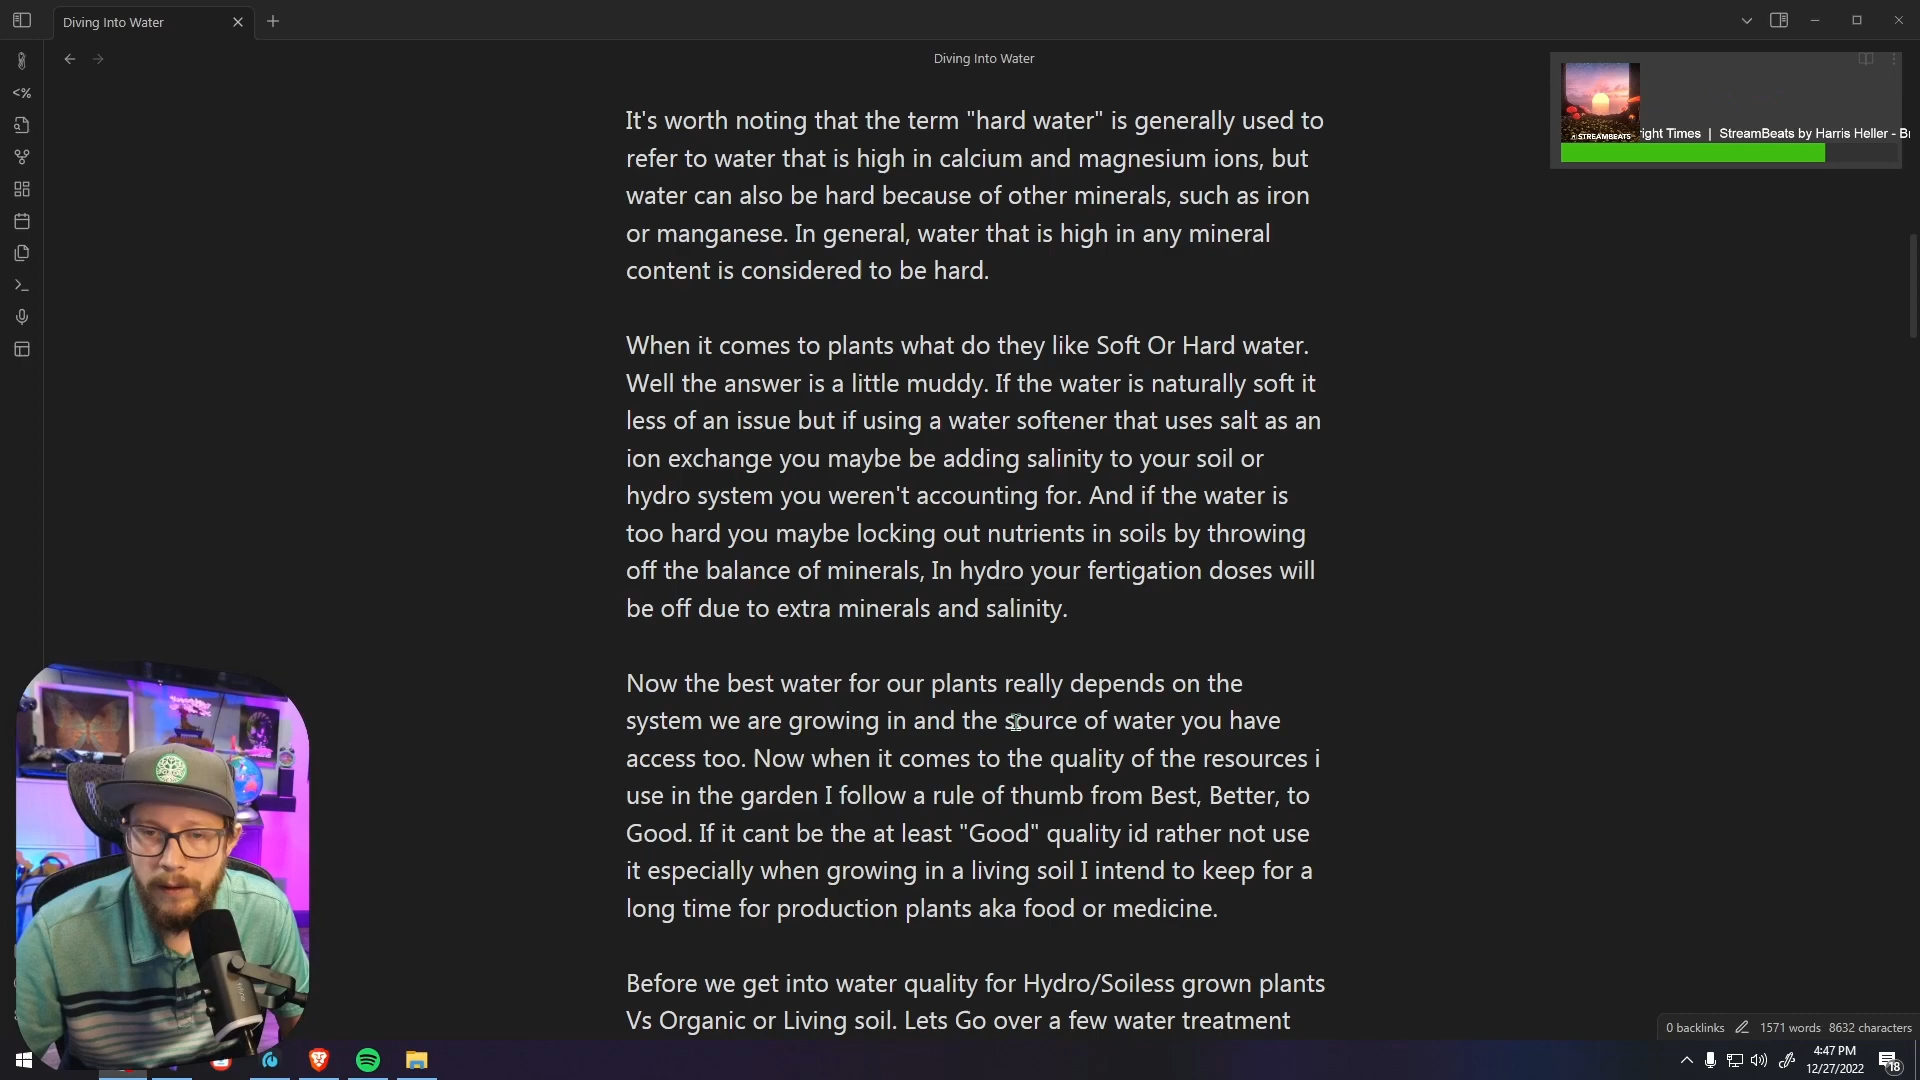 Diving Into Water
Diving Into Water
ight Times | StreamBeats by Harris Heller - B
STREAMBEATS
It's worth noting that the term "hard water" is generally used to
refer to water that is high in calcium and magnesium ions, but
water can also be hard because of other minerals, such as iron
or manganese. In general, water that is high in any mineral
content is considered to be hard.
When it comes to plants what do they like Soft Or Hard water.
Well the answer is a little muddy. If the water is naturally soft it
less of an issue but if using a water softener that uses salt as an
ion exchange you maybe be adding salinity to your soil or
hydro system you weren't accounting for. And if the water is
too hard you maybe locking out nutrients in soils by throwing
off the balance of minerals, In hydro your fertigation doses will
be off due to extra minerals and salinity.
Now the best water for our plants really depends on the
system we are growing in and the source of water you have
access too. Now when it comes to the quality of the resources i
use in the garden I follow a rule of thumb from Best, Better, to
Good. If it cant be the at least "Good" quality id rather not use
it especially when growing in a living soil I intend to keep for a
long time for production plants aka food or medicine.
Before we get into water quality for Hydro/Soiless grown plants
Vs Organic or Living soil. Lets Go over a few water treatment
0 backlinks 1571 words 8632 characters
4:47 PM
12/27/2022
18